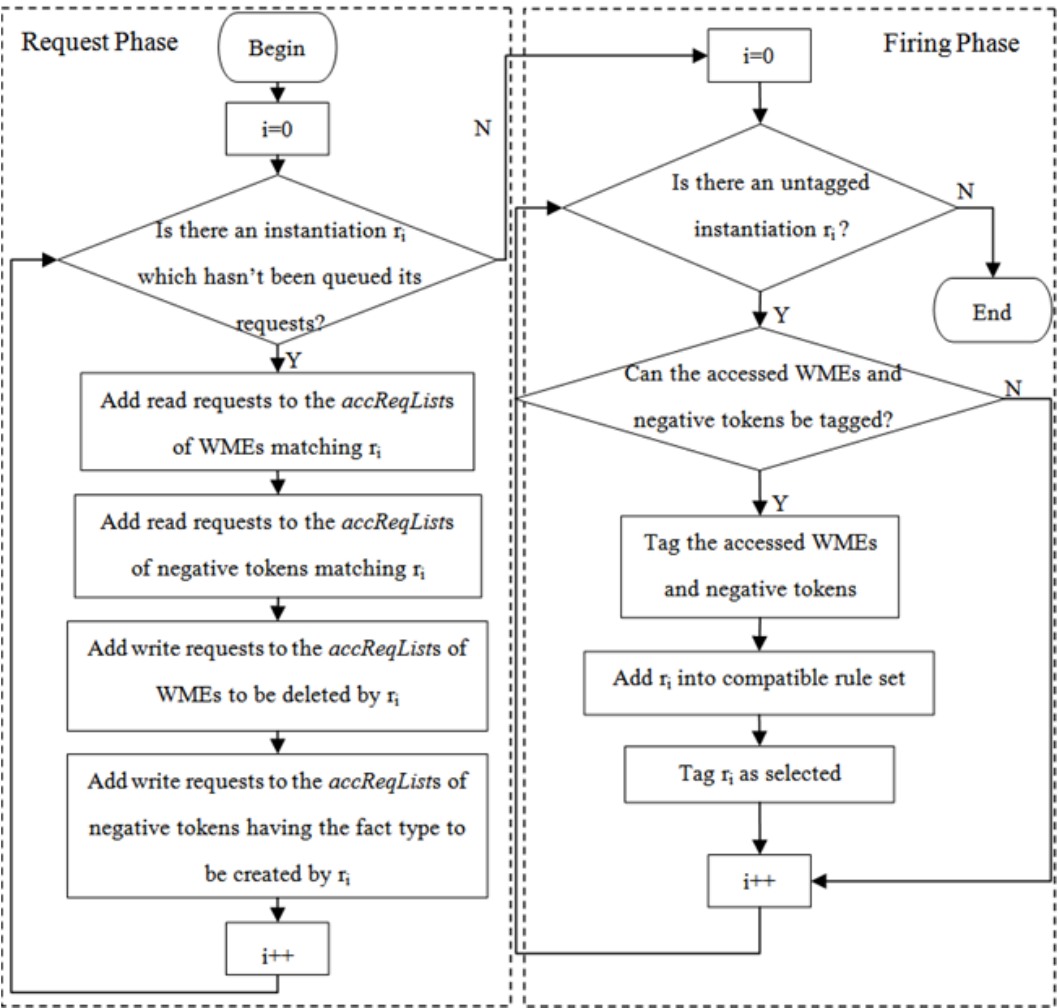 Request Phase
Begin
i=0
N
Is there an instantiation rᵢ
which hasn't been queued its
requests?
Y
Add read requests to the accReqLists
of WMEs matching rᵢ
Add read requests to the accReqLists
of negative tokens matching rᵢ
Add write requests to the accReqLists of
WMEs to be deleted by rᵢ
Add write requests to the accReqLists of
negative tokens having the fact type to
be created by rᵢ
i++
Firing Phase
i=0
Is there an untagged
instantiation rᵢ?
N
End
Y
Can the accessed WMEs and
negative tokens be tagged?
N
Y
Tag the accessed WMEs
and negative tokens
Add rᵢ into compatible rule set
Tag rᵢ as selected
i++